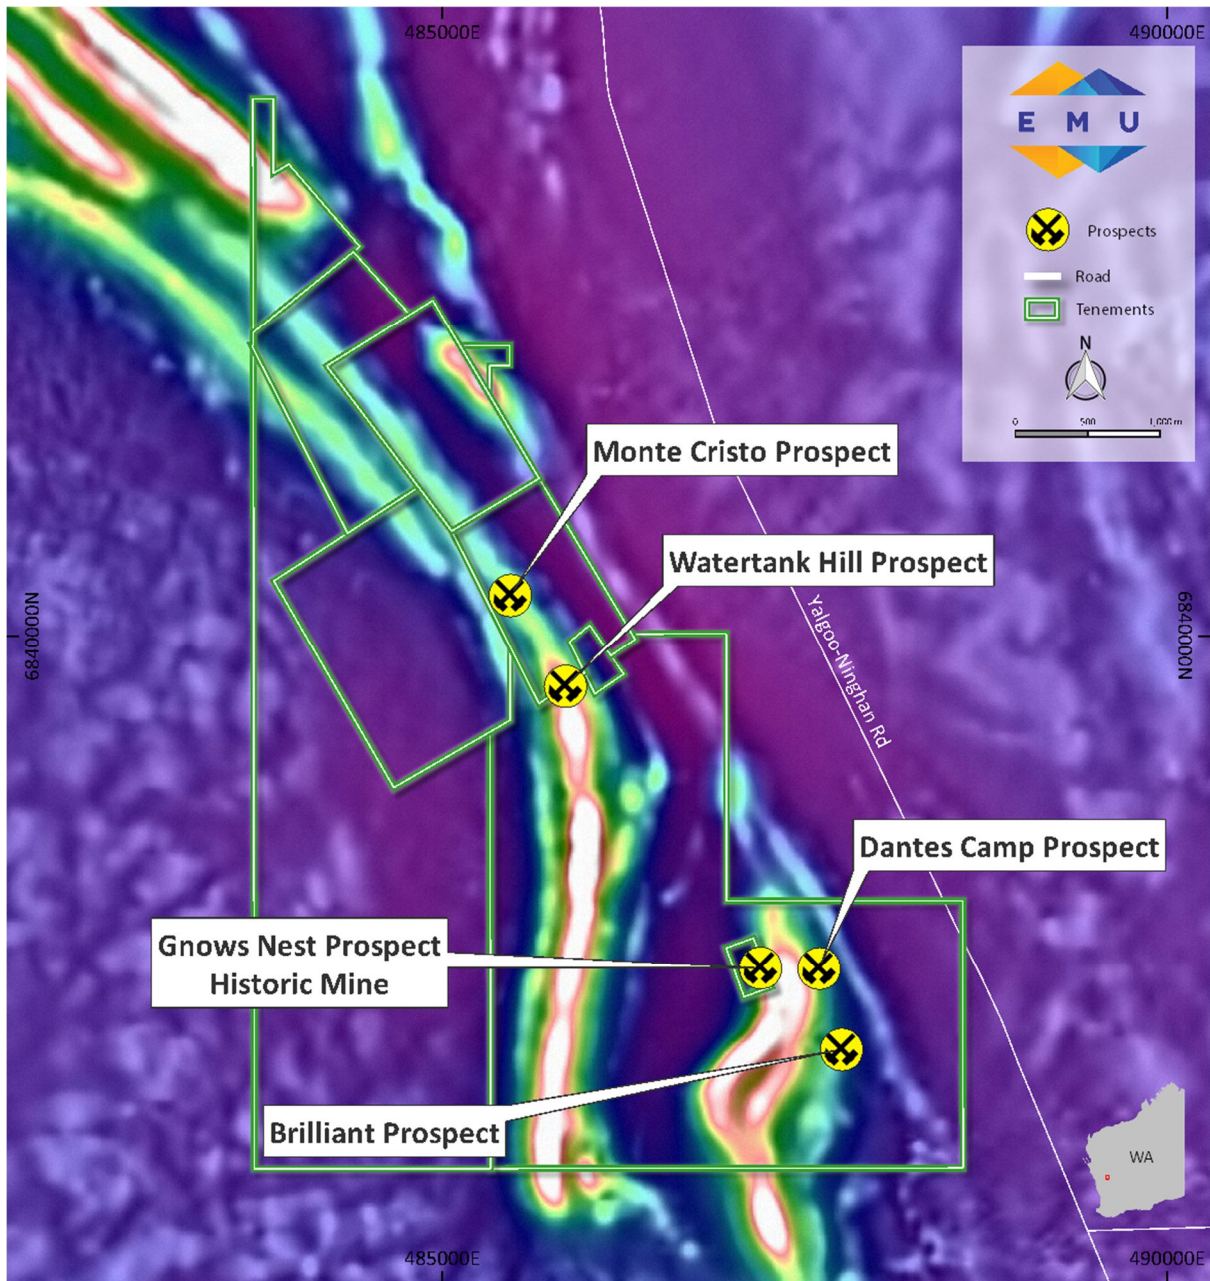 485000E
490000E
E M U
Prospects
Road
Tenements
N
0 500 1,000 m
Monte Cristo Prospect
Watertank Hill Prospect
6840000N
6840000N
Yalgoo-Ninghan Rd
Dantes Camp Prospect
Gnows Nest Prospect
Historic Mine
Brilliant Prospect
WA
485000E
490000E